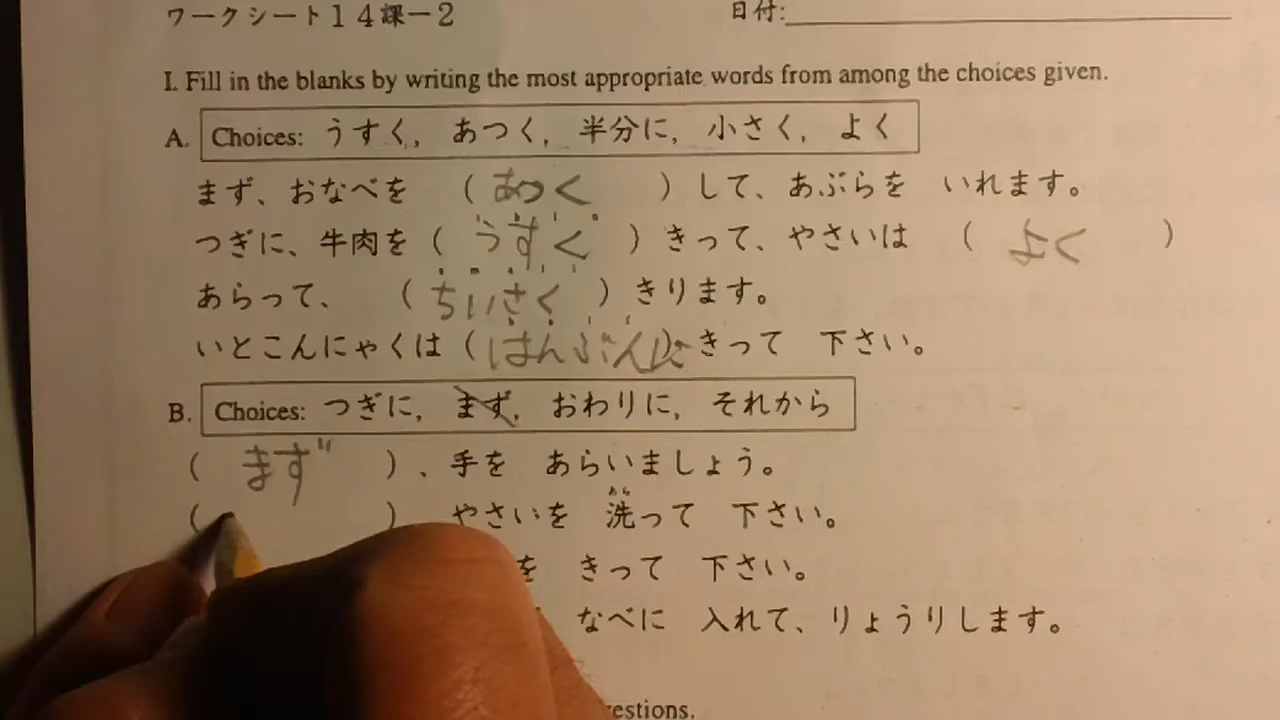 ワークシート14課ー2 日付:
I. Fill in the blanks by writing the most appropriate words from among the choices given.
A. Choices: うすく, あつく, 半分に, 小さく, よく
まず、おなべを (あつく) して、あぶらを いれます。
つぎに、牛肉を (うすく) きって、やさいは (よく)
あらって、 (ちいさく) きります。
いとこんにゃくは (はんぶんに) きって 下さい。
B. Choices: つぎに, まず, おわりに, それから
(まず)、手を あらいましょう。
( ) やさいを 洗って 下さい。
を きって 下さい。
なべに 入れて、りょうりします。